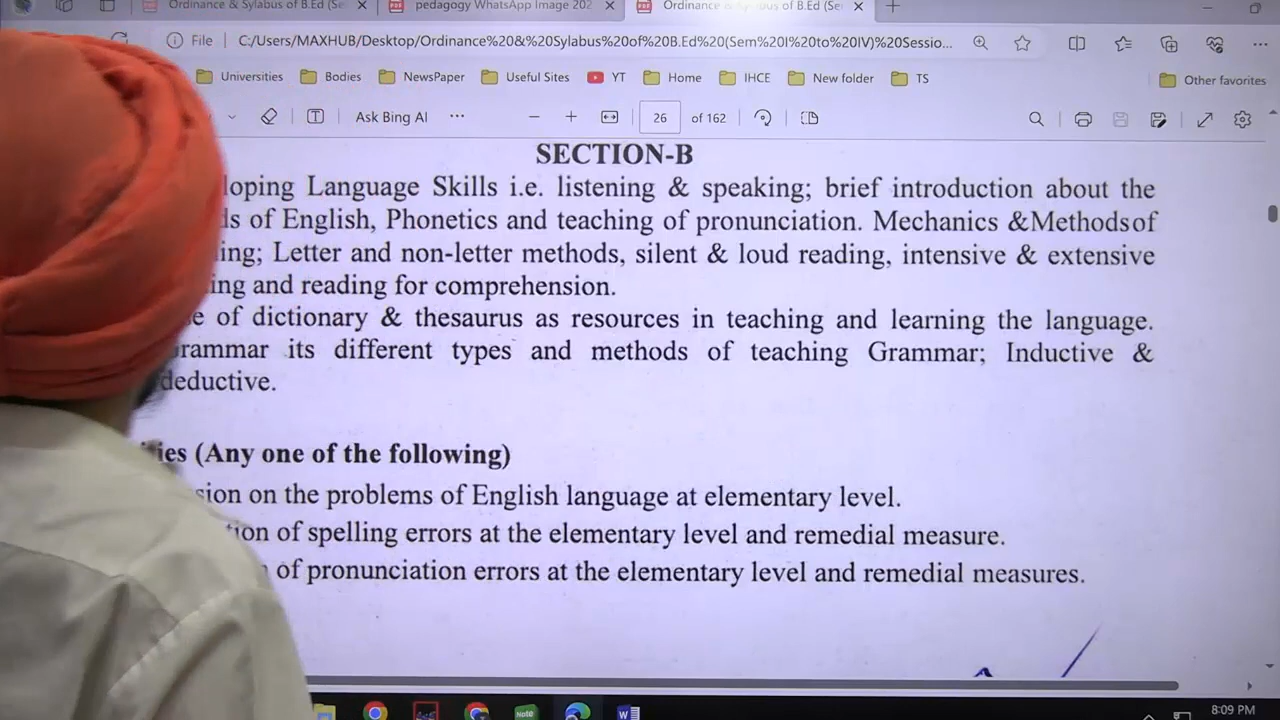 Ordinance & Sylabus of B.Ed (Se
pedagogy WhatsApp Image 202
Ordinance & Sylabus of B.Ed (Se
File
C:/Users/MAXHUB/Desktop/Ordinance%20&%20Sylabus%20of%20B.Ed%20(Sem%20I%20to%20IV)%20Sessio...
Universities Bodies NewsPaper Useful Sites YT Home IHCE New folder TS Other favorites
Ask Bing AI 26 of 162
SECTION-B
loping Language Skills i.e. listening & speaking; brief introduction about the
ls of English, Phonetics and teaching of pronunciation. Mechanics &Methodsof
ing; Letter and non-letter methods, silent & loud reading, intensive & extensive
ing and reading for comprehension.
e of dictionary & thesaurus as resources in teaching and learning the language.
rammar its different types and methods of teaching Grammar; Inductive &
deductive.
ies (Any one of the following)
sion on the problems of English language at elementary level.
tion of spelling errors at the elementary level and remedial measure.
of pronunciation errors at the elementary level and remedial measures.
Note
W
8:09 PM